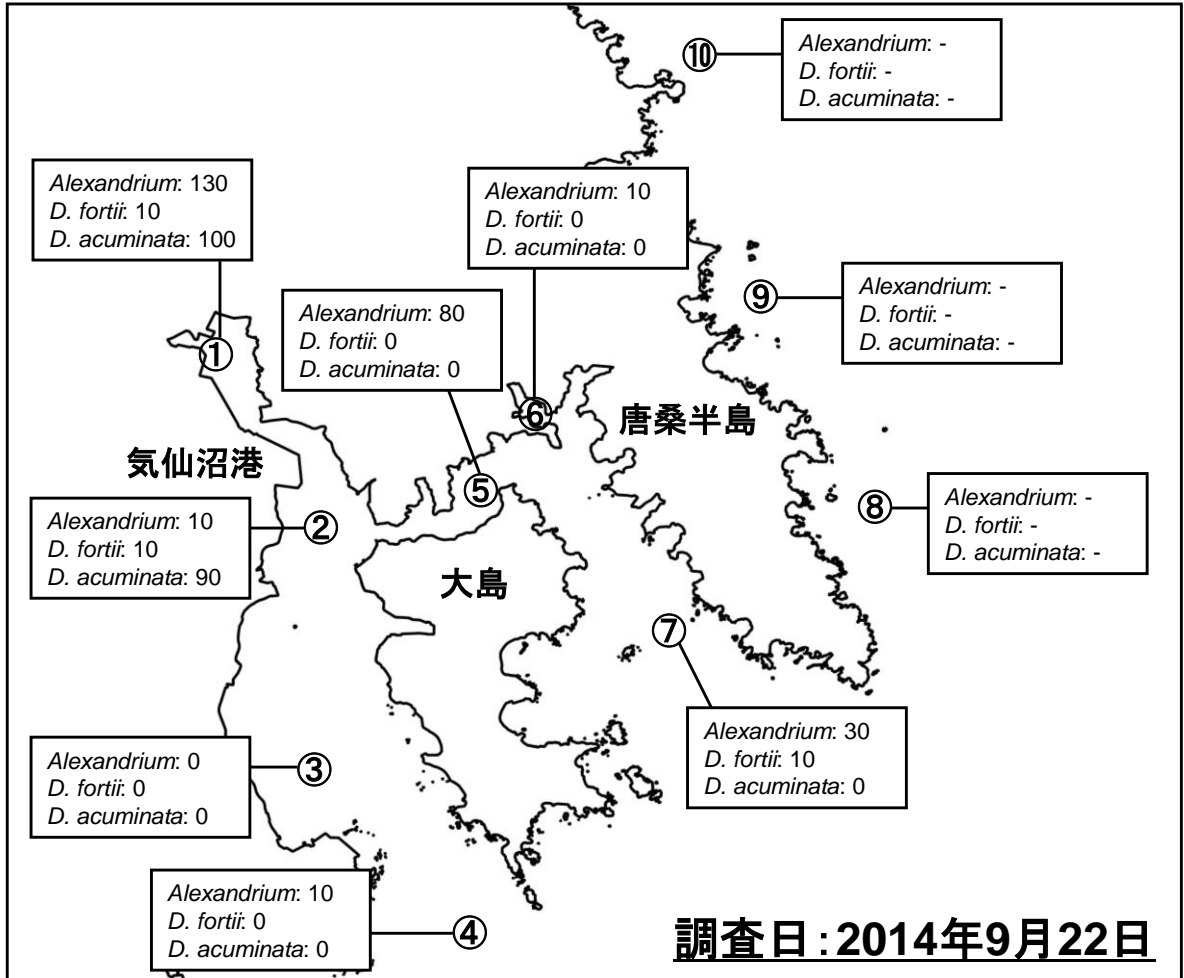 ⑩
Alexandrium: -
D. fortii: -
D. acuminata: -
Alexandrium: 130
D. fortii: 10
D. acuminata: 100
①
Alexandrium: 10
D. fortii: 0
D. acuminata: 0
⑥
⑨
Alexandrium: -
D. fortii: -
D. acuminata: -
Alexandrium: 80
D. fortii: 0
D. acuminata: 0
⑤
唐桑半島
気仙沼港
Alexandrium: 10
D. fortii: 10
D. acuminata: 90
②
⑧
Alexandrium: -
D. fortii: -
D. acuminata: -
大島
⑦
Alexandrium: 30
D. fortii: 10
D. acuminata: 0
Alexandrium: 0
D. fortii: 0
D. acuminata: 0
③
Alexandrium: 10
D. fortii: 0
D. acuminata: 0
④
調査日:2014年9月22日